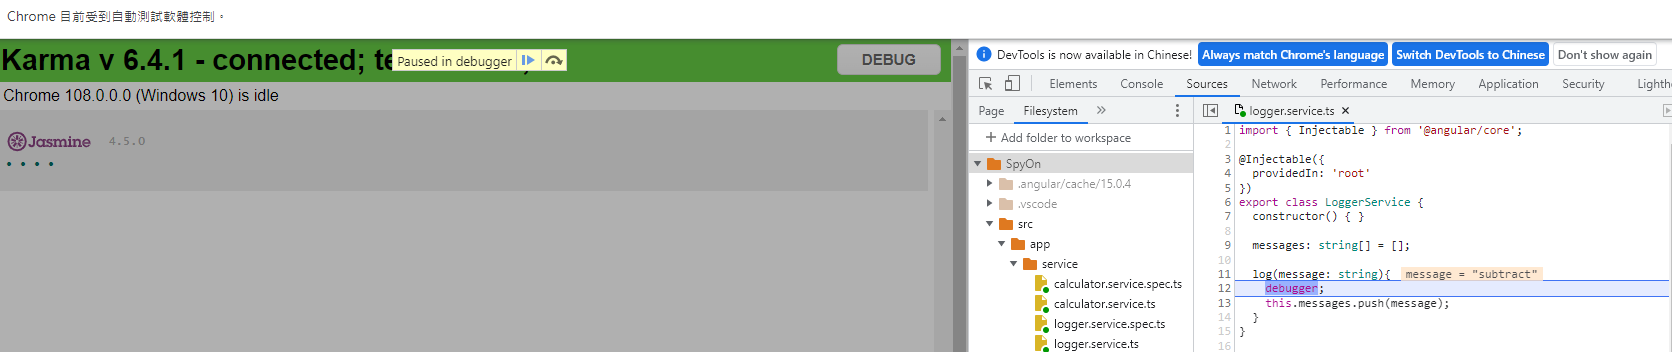 Chrome 目前受到自動測試軟體控制。
Karma v 6.4.1 - connected; te
Paused in debugger
DEBUG
Chrome 108.0.0.0 (Windows 10) is idle
Jasmine 4.5.0
DevTools is now available in Chinese! Always match Chrome's language Switch DevTools to Chinese Don't show again
Elements Console Sources Network Performance Memory Application Security Lighth
Page Filesystem
Add folder to workspace
SpyOn
.angular/cache/15.0.4
.vscode
src
app
service
calculator.service.spec.ts
calculator.service.ts
logger.service.spec.ts
logger.service.ts
logger.service.ts
1 import { Injectable } from '@angular/core';
2
3 @Injectable({
4 providedIn: 'root'
5 })
6 export class LoggerService {
7 constructor() { }
8
9 messages: string[] = [];
10
11 log(message: string){ message = "subtract"
12 debugger;
13 this.messages.push(message);
14 }
15 }
16